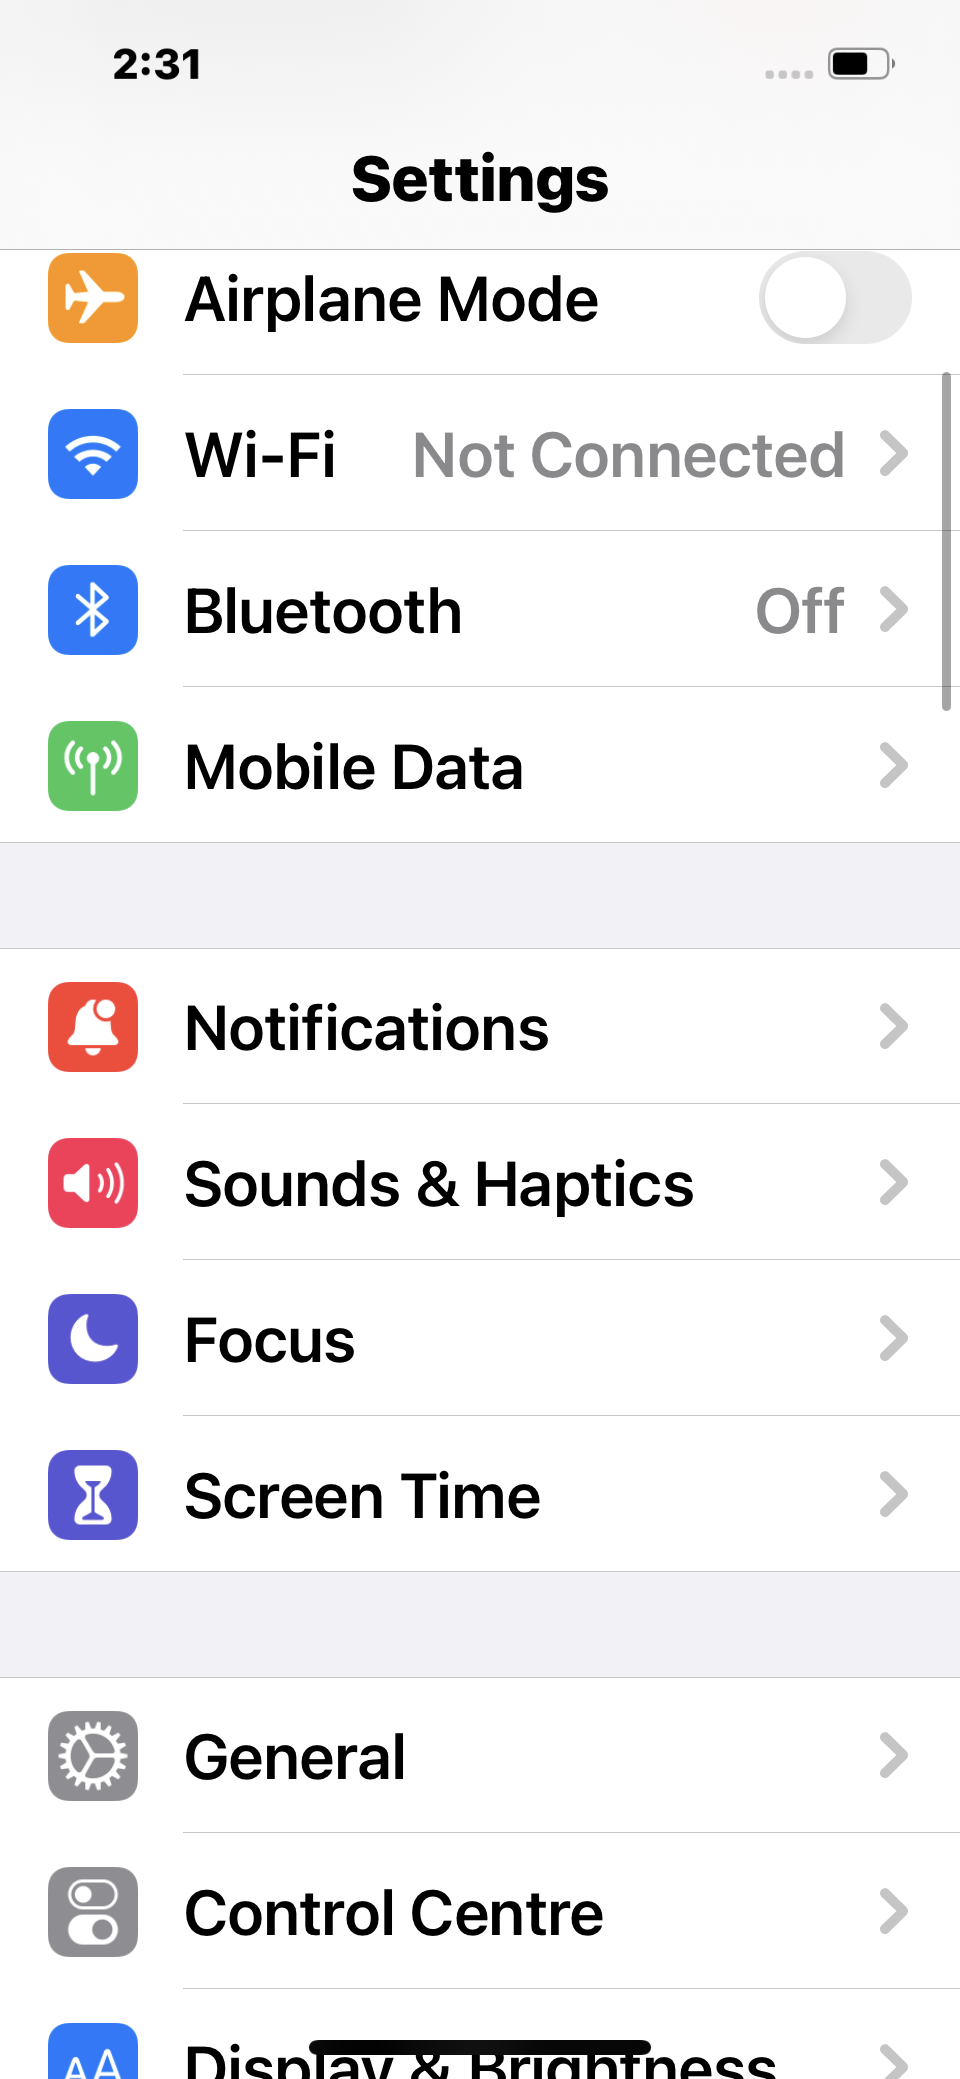 2:31
Settings
Airplane Mode
Wi-Fi Not Connected
Bluetooth Off
Mobile Data
Notifications
Sounds & Haptics
Focus
Screen Time
General
Control Centre
AA Display & Brightness